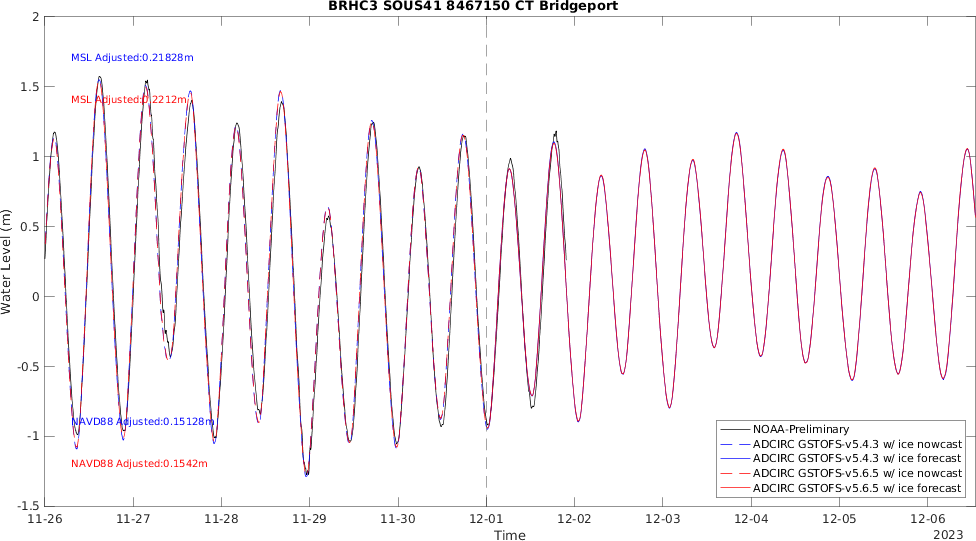 BRHC3 SOUS41 8467150 CT Bridgeport
2
1.5
1
0.5
0
-0.5
-1
-1.5
Water Level (m)
MSL Adjusted:0.21828m
MSL Adjusted:0.2212m
NAVD88 Adjusted:0.15128m
NAVD88 Adjusted:0.1542m
NOAA-Preliminary
ADCIRC GSTOFS-v5.4.3 w/ ice nowcast
ADCIRC GSTOFS-v5.4.3 w/ ice forecast
ADCIRC GSTOFS-v5.6.5 w/ ice nowcast
ADCIRC GSTOFS-v5.6.5 w/ ice forecast
11-26 11-27 11-28 11-29 11-30 12-01 12-02 12-03 12-04 12-05 12-06
Time
2023